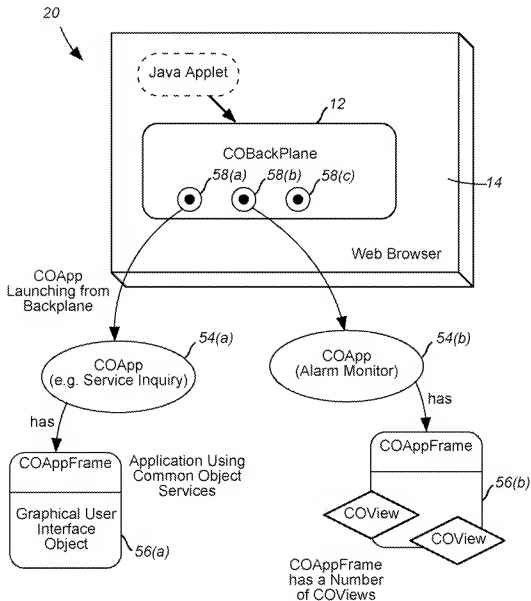 20
Java Applet
12
COBackPlane
58(a)
58(b)
58(c)
14
Web Browser
COApp
Launching from
Backplane
54(a)
COApp
(e.g. Service Inquiry)
54(b)
COApp
(Alarm Monitor)
has
has
COAppFrame
Application Using
Common Object
Services
Graphical User
Interface
Object
56(a)
COAppFrame
56(b)
COView
COView
COAppFrame
has a Number
of COViews